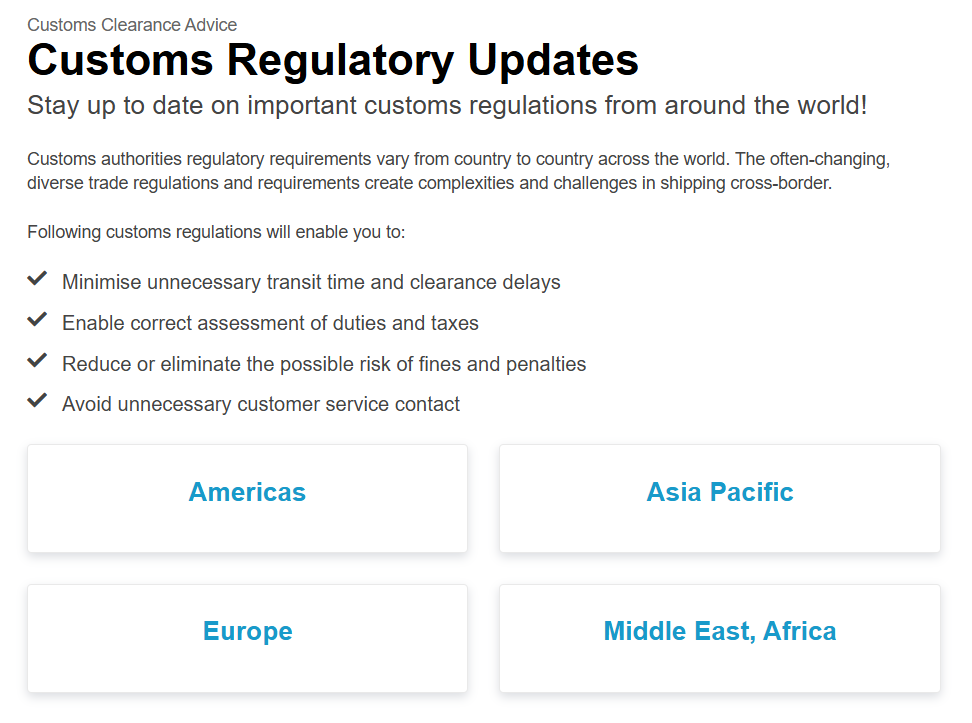 Customs Clearance Advice
Customs Regulatory Updates
Stay up to date on important customs regulations from around the world!
Customs authorities regulatory requirements vary from country to country across the world. The often-changing,
diverse trade regulations and requirements create complexities and challenges in shipping cross-border.
Following customs regulations will enable you to:
Minimise unnecessary transit time and clearance delays
Enable correct assessment of duties and taxes
Reduce or eliminate the possible risk of fines and penalties
Avoid unnecessary customer service contact
Americas
Asia Pacific
Europe
Middle East, Africa